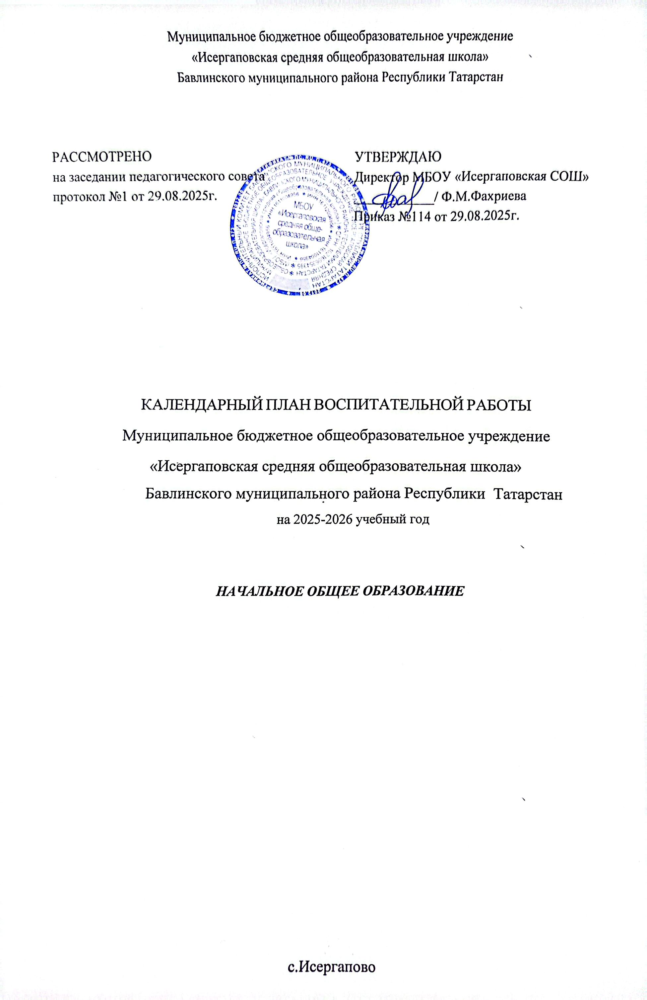 Муниципальное бюджетное общеобразовательное учреждение
«Исергаповская средняя общеобразовательная школа»
Бавлинского муниципального района Республики Татарстан
РАССМОТРЕНО
на заседании педагогического совета
протокол №1 от 29.08.2025г.
УТВЕРЖДАЮ
Директор МБОУ «Исергаповская СОШ»
/ Ф.М.Фахриева
Приказ №114 от 29.08.2025г.
МБОУ
«Исергаповская
средняя обще-
образовательная
школа»
КАЛЕНДАРНЫЙ ПЛАН ВОСПИТАТЕЛЬНОЙ РАБОТЫ
Муниципальное бюджетное общеобразовательное учреждение
«Исергаповская средняя общеобразовательная школа»
Бавлинского муниципального района Республики Татарстан
на 2025-2026 учебный год
НАЧАЛЬНОЕ ОБЩЕЕ ОБРАЗОВАНИЕ
с.Исергапово